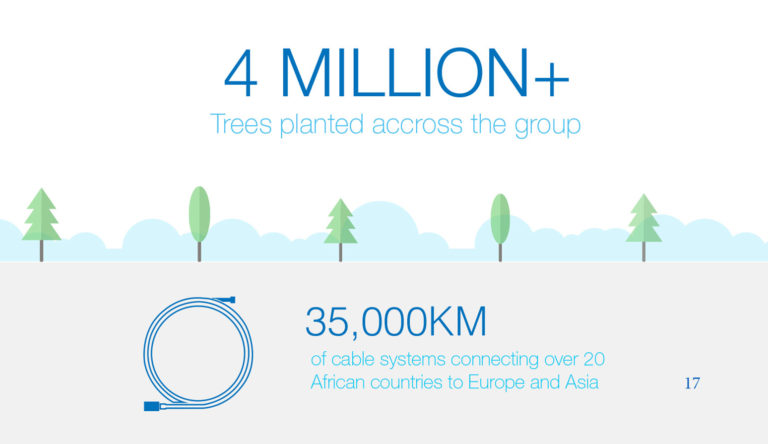 4 MILLION+
Trees planted accross the group
35,000KM
of cable systems connecting over 20
African countries to Europe and Asia
17